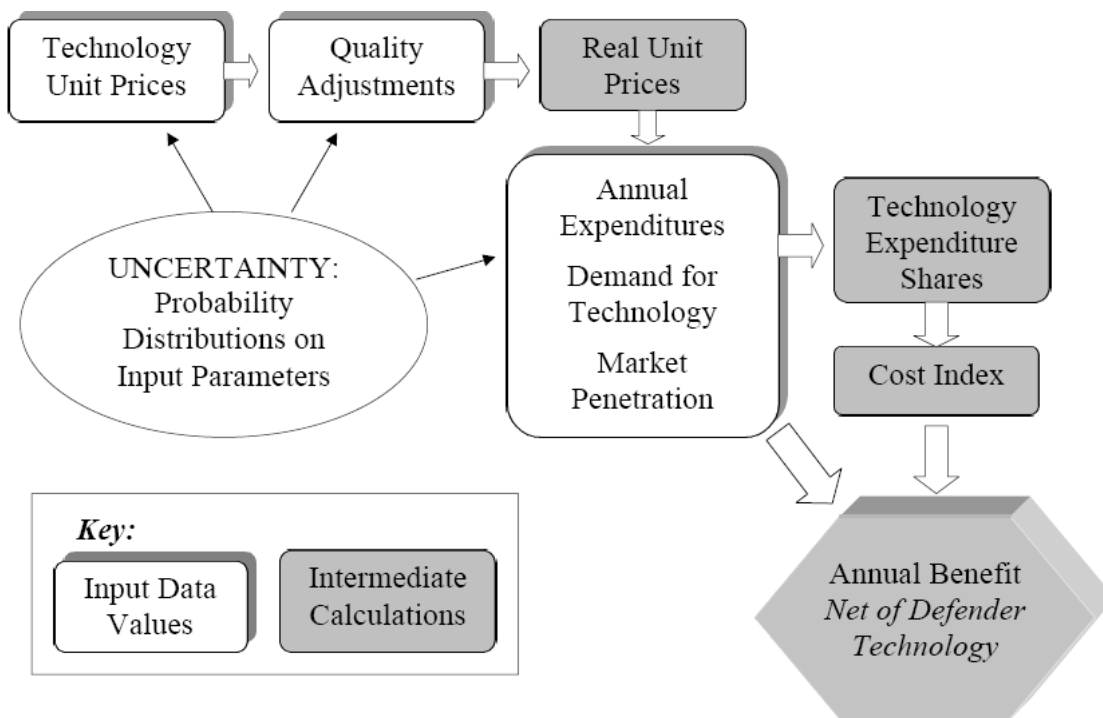 Technology
Unit Prices
Quality
Adjustments
Real Unit
Prices
Annual
Expenditures
Demand for
Technology
Market
Penetration
Technology
Expenditure
Shares
UNCERTAINTY:
Probability
Distributions on
Input Parameters
Cost Index
Key:
Input Data
Values
Intermediate
Calculations
Annual Benefit
Net of Defender
Technology